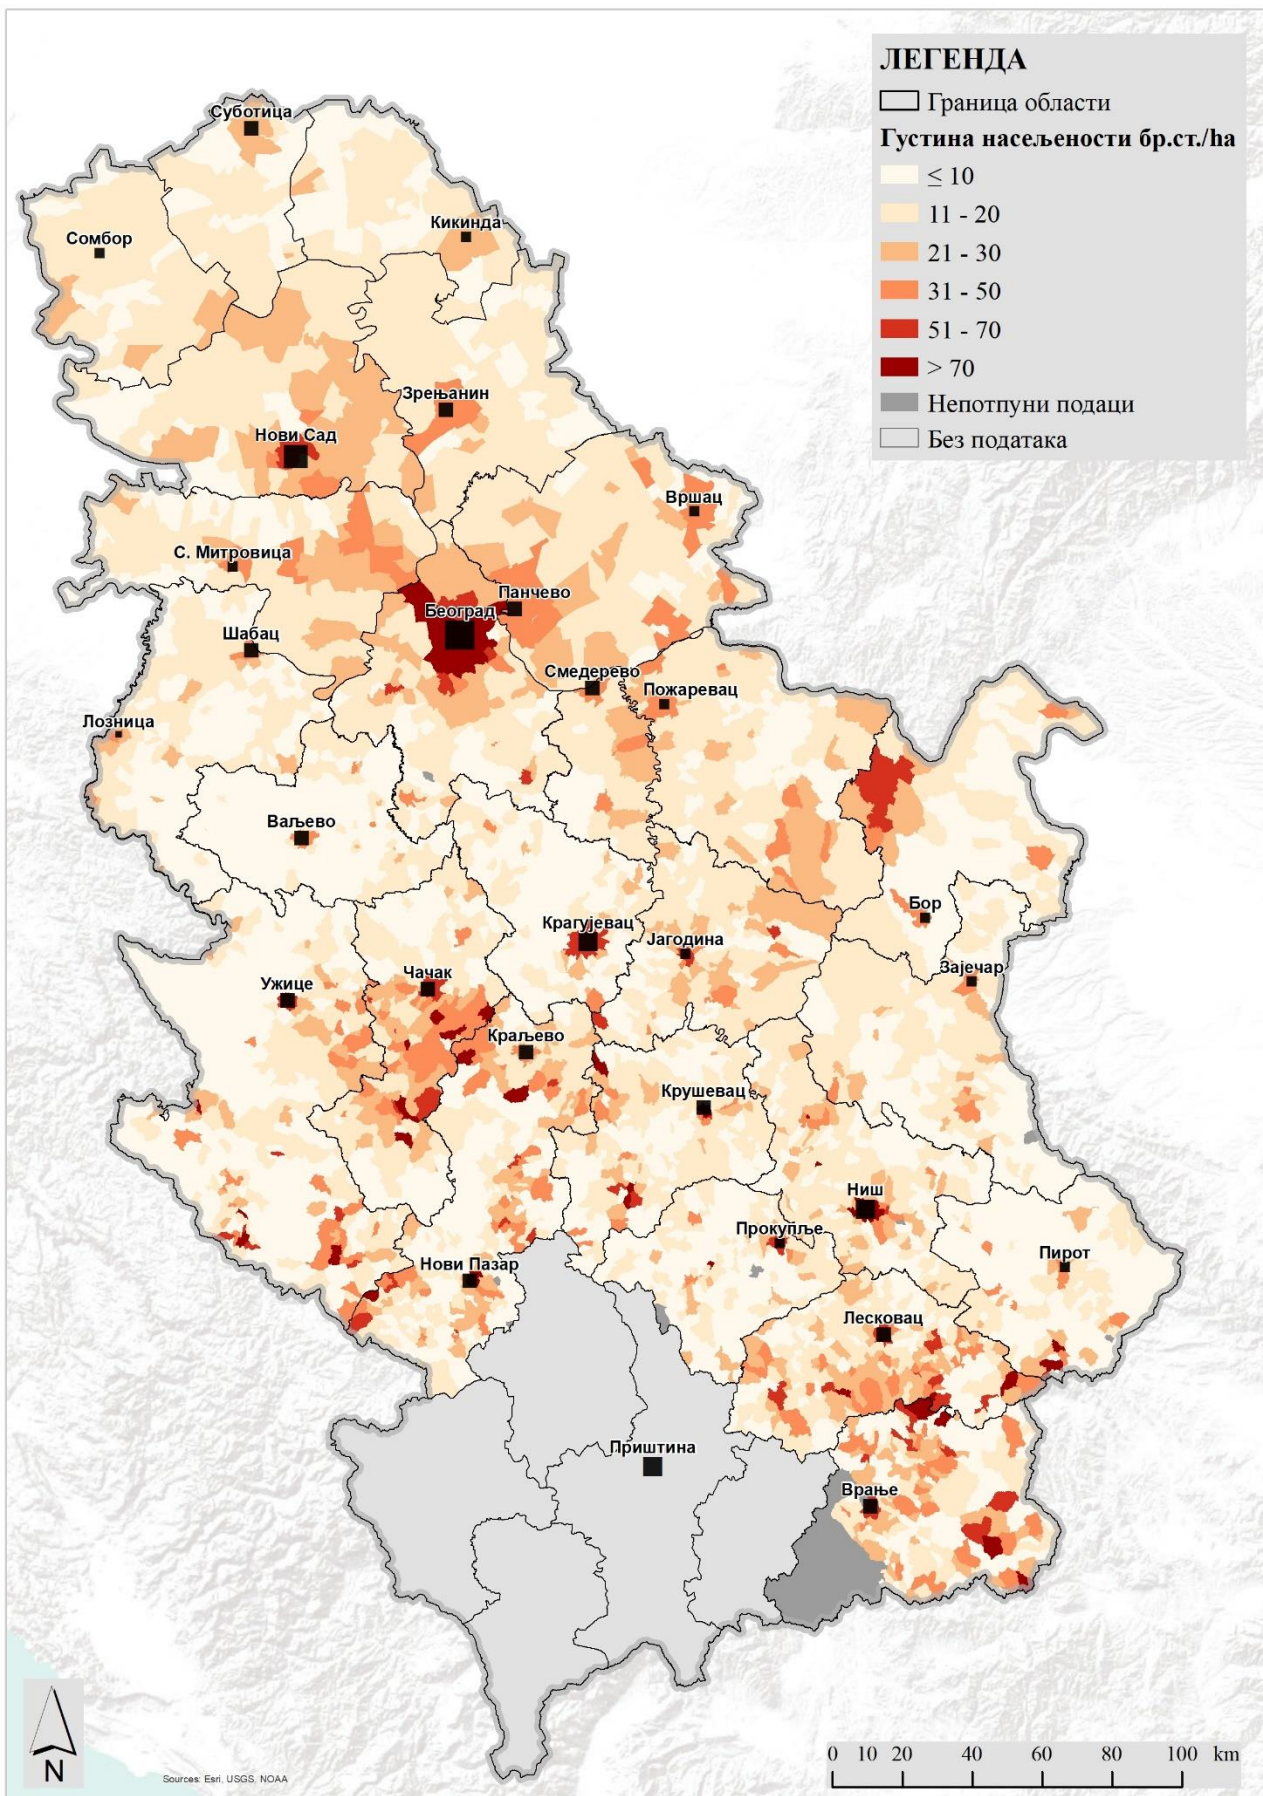 ЛЕГЕНДА
Граница области
Густина насељености бр.ст./ha
≤ 10
11 - 20
21 - 30
31 - 50
51 - 70
> 70
Непотпуни подаци
Без података
Суботица
Кикинда
Сомбор
Зрењанин
Нови Сад
Вршац
С. Митровица
Панчево
Београд
Шабац
Смедерево
Пожаревац
Лозница
Ваљево
Бор
Крагујевац
Јагодина
Зајечар
Чачак
Ужице
Краљево
Крушевац
Ниш
Прокупље
Пирот
Нови Пазар
Лесковац
Приштина
Врање
N
Sources: Esri, USGS, NOAA
0 10 20 40 60 80 100 km